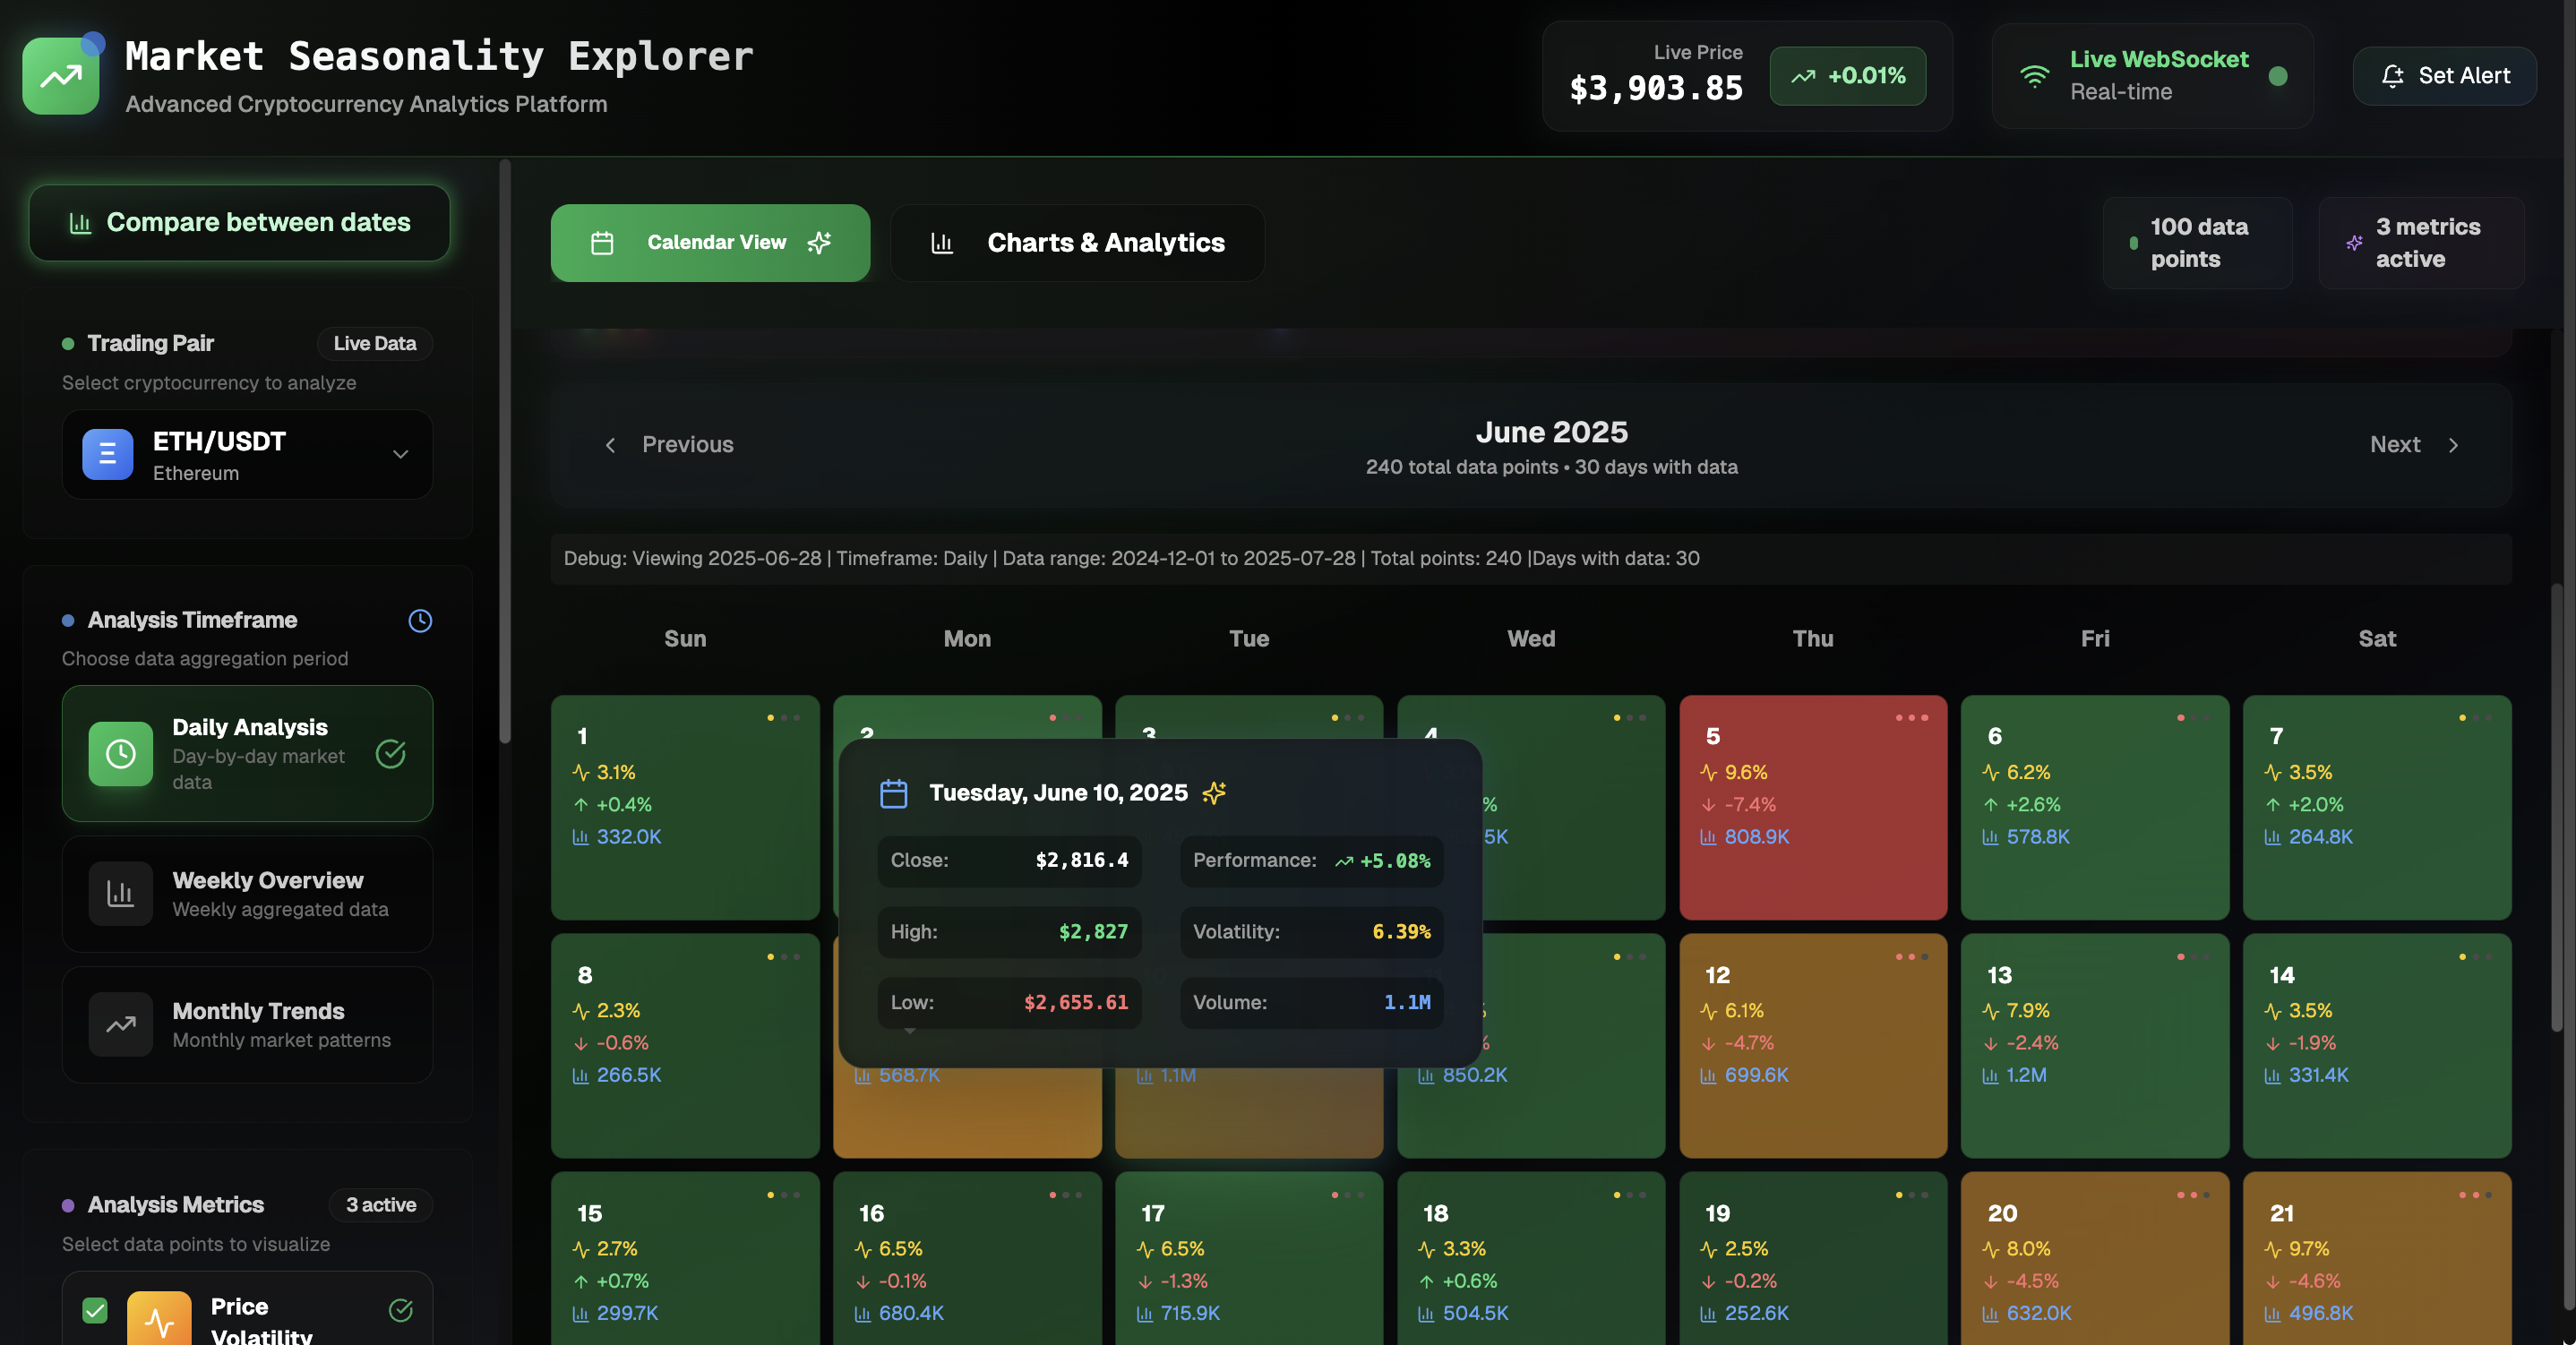 Market Seasonality Explorer
Advanced Cryptocurrency Analytics Platform
Live Price
$3,903.85
+0.01%
Live WebSocket
Real-time
Set Alert
Compare between dates
Trading Pair
Live Data
Select cryptocurrency to analyze
ETH/USDT
Ethereum
Analysis Timeframe
Choose data aggregation period
Daily Analysis
Day-by-day market
data
Weekly Overview
Weekly aggregated data
Monthly Trends
Monthly market patterns
Analysis Metrics
3 active
Select data points to visualize
Price
Volatility
Calendar View
Charts & Analytics
100 data
points
3 metrics
active
Previous
June 2025
240 total data points • 30 days with data
Next
Debug: Viewing 2025-06-28 | Timeframe: Daily | Data range: 2024-12-01 to 2025-07-28 | Total points: 240 |Days with data: 30
Sun Mon Tue Wed Thu Fri Sat
1
3.1%
+0.4%
332.0K
2
3
4
%
5K
5
9.6%
-7.4%
808.9K
6
6.2%
+2.6%
578.8K
7
3.5%
+2.0%
264.8K
Tuesday, June 10, 2025
Close: $2,816.4
Performance: +5.08%
High: $2,827
Volatility: 6.39%
Low: $2,655.61
Volume: 1.1M
8
2.3%
-0.6%
266.5K
568.7K
1.1M
850.2K
12
6.1%
-4.7%
699.6K
13
7.9%
-2.4%
1.2M
14
3.5%
-1.9%
331.4K
15
2.7%
+0.7%
299.7K
16
6.5%
-0.1%
680.4K
17
6.5%
-1.3%
715.9K
18
3.3%
+0.6%
504.5K
19
2.5%
-0.2%
252.6K
20
8.0%
-4.5%
632.0K
21
9.7%
-4.6%
496.8K